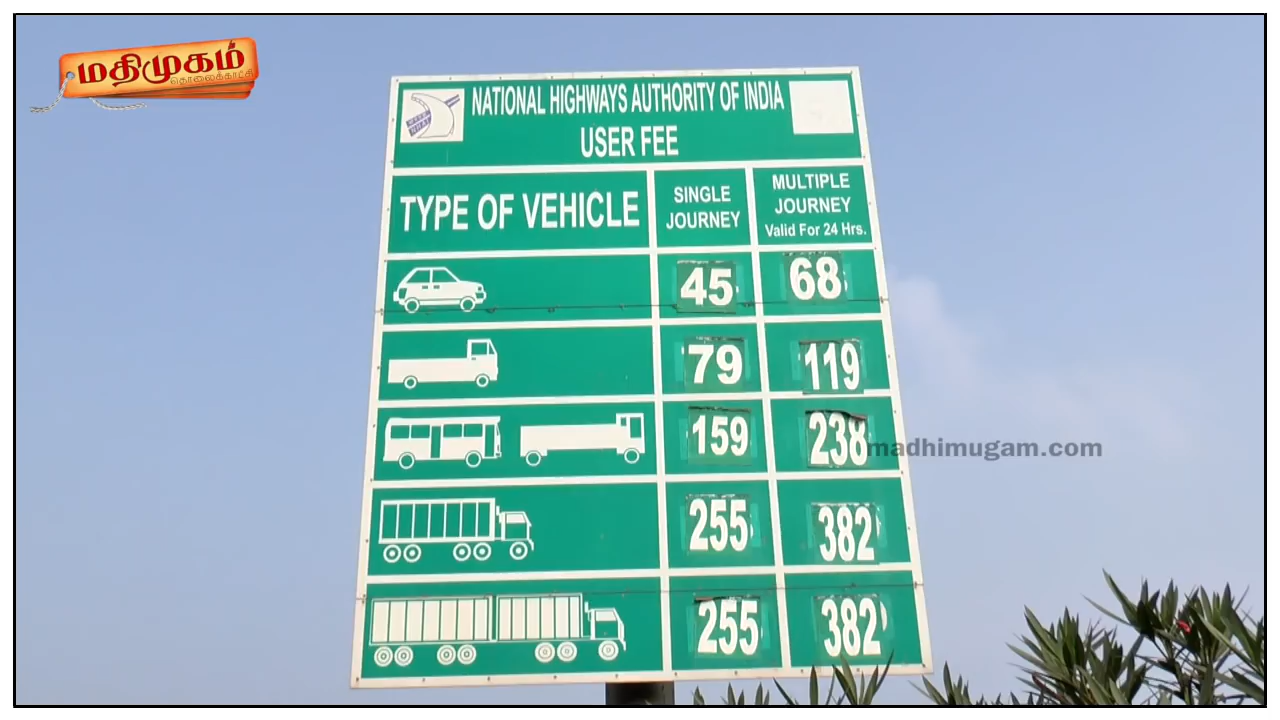 மதிமுகம்
தொலைக்காட்சி
NATIONAL HIGHWAYS AUTHORITY OF INDIA
USER FEE
TYPE OF VEHICLE
SINGLE
JOURNEY
MULTIPLE
JOURNEY
Valid For 24 Hrs.
45 68
79 119
159 238
madhimugam.com
255 382
255 382